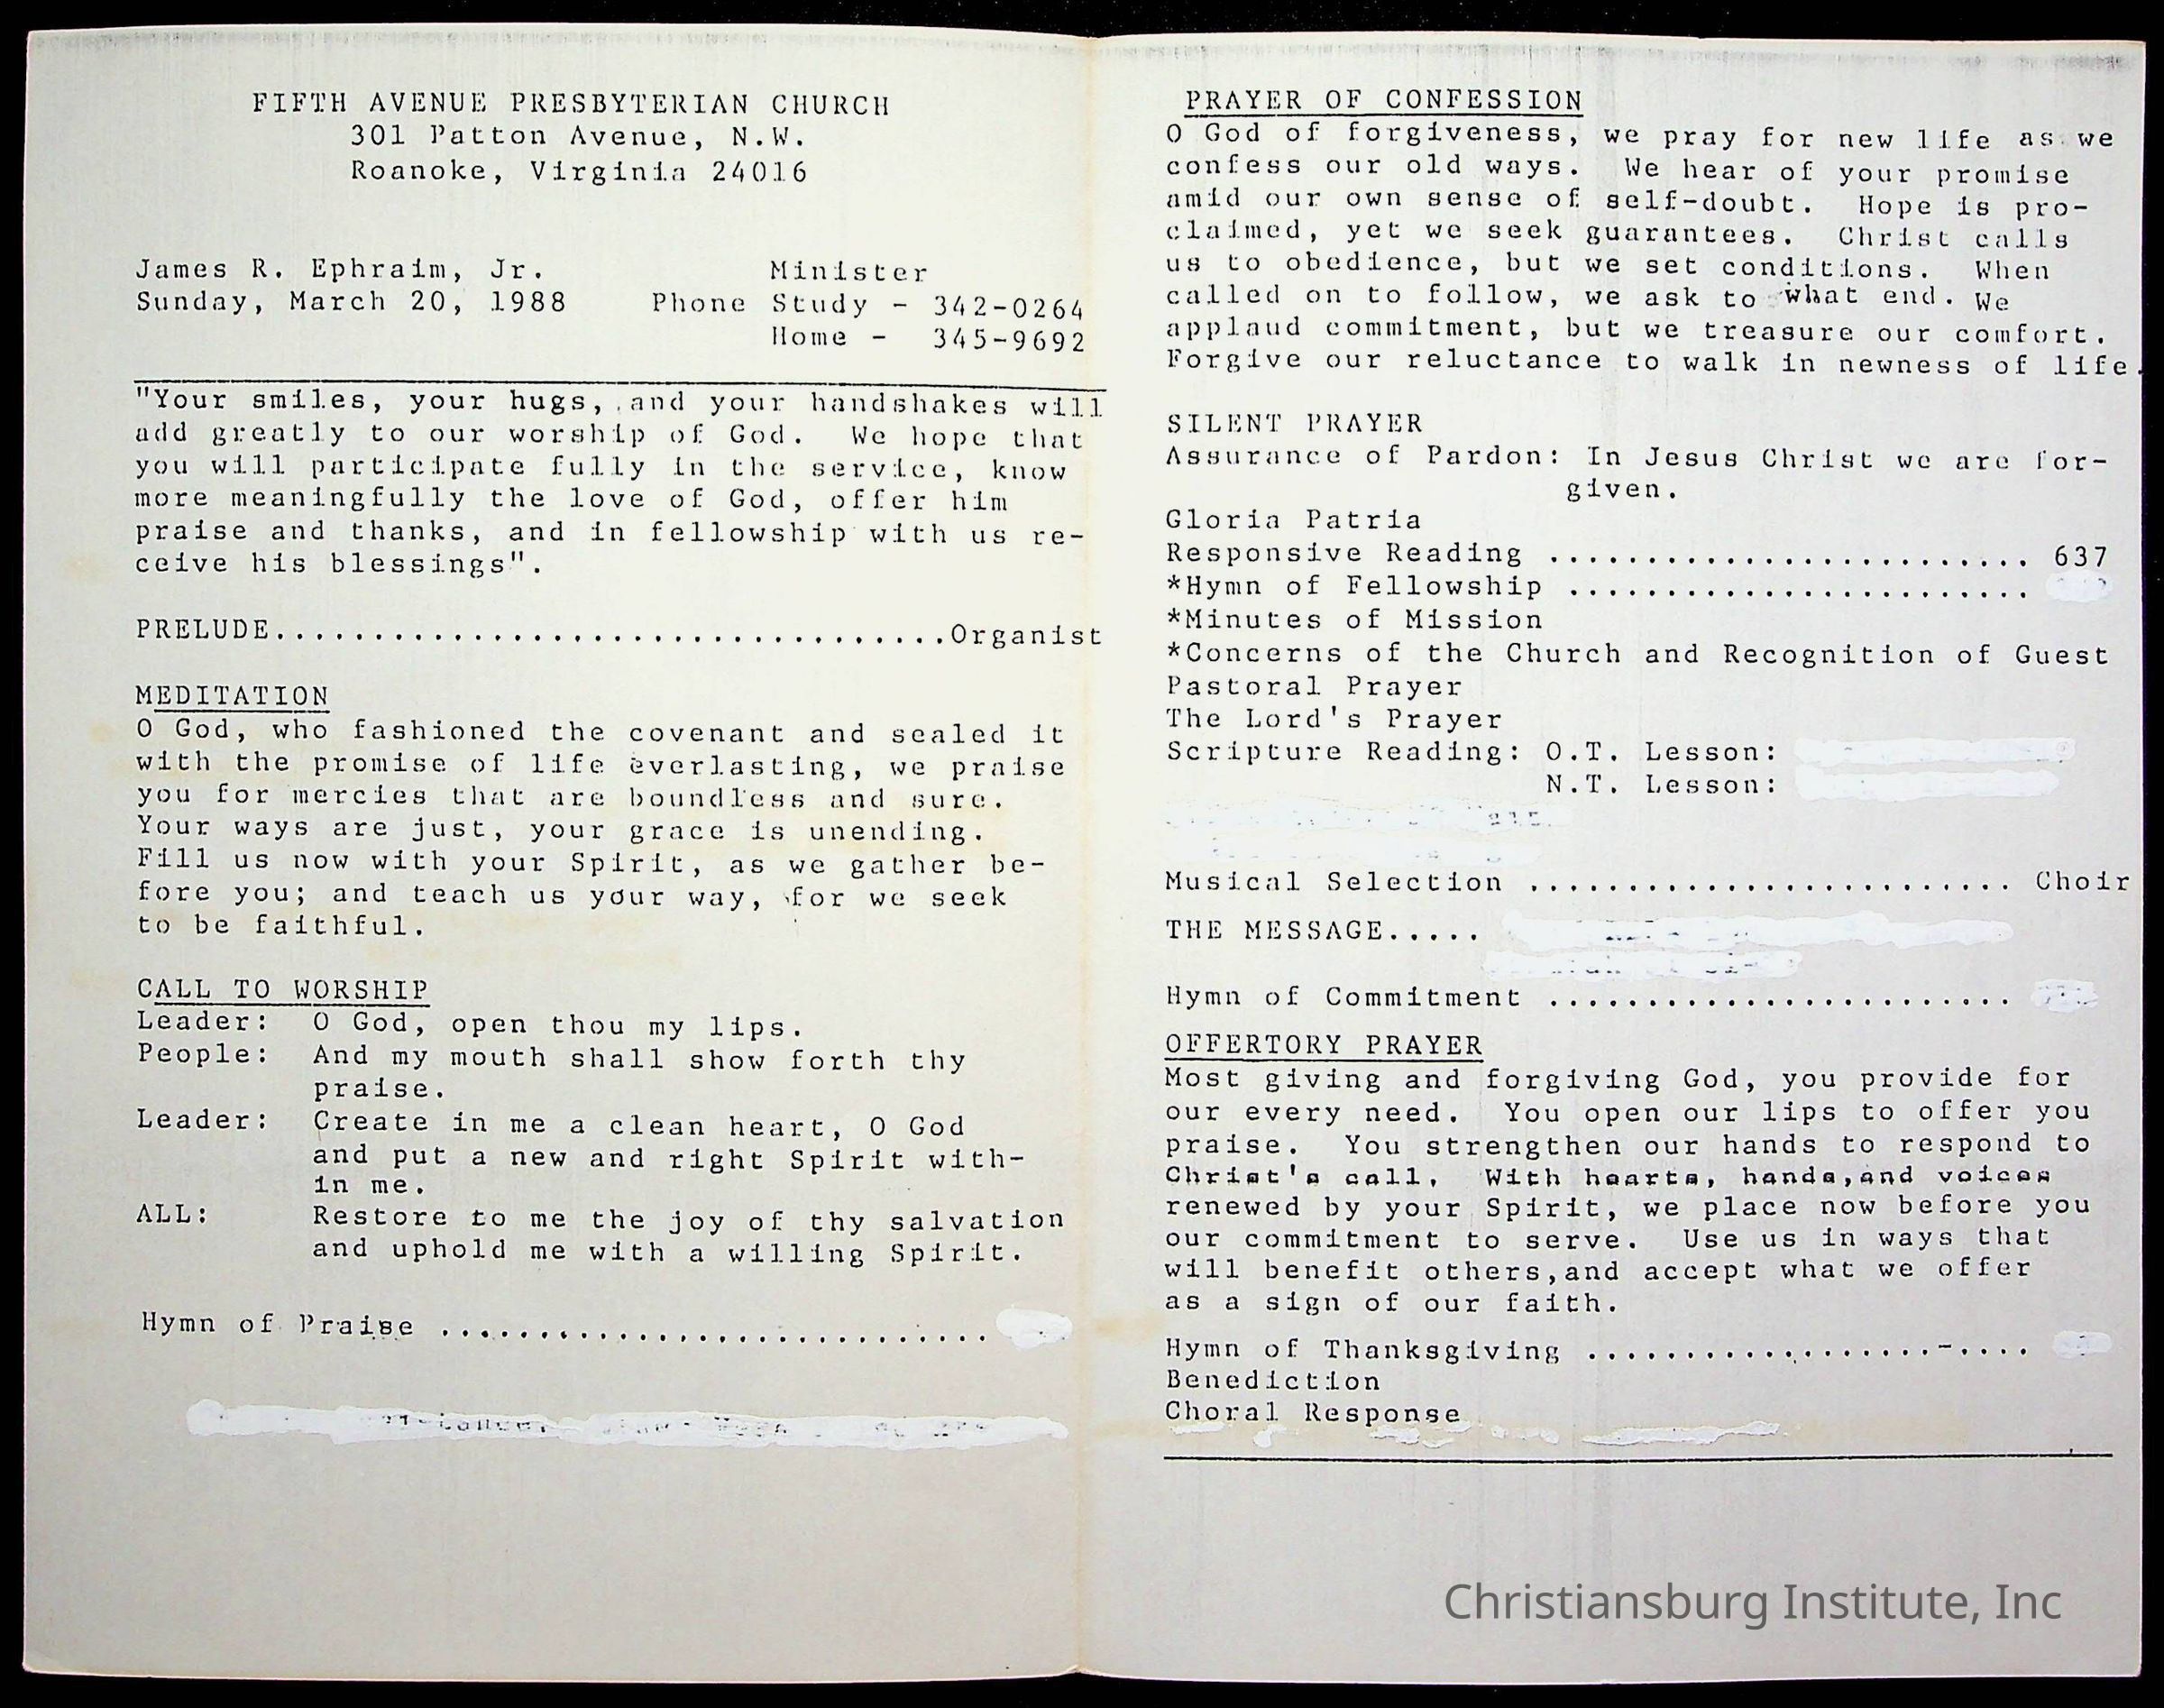 FIFTH AVENUE PRESBYTERIAN CHURCH
301 Patton Avenue, N.W.
Roanoke, Virginia 24016
James R. Ephraim, Jr. Minister
Sunday, March 20, 1988 Phone Study - 342-0264
Home - 345-9692
"Your smiles, your hugs, and your handshakes will
add greatly to our worship of God. We hope that
you will participate fully in the service, know
more meaningfully the love of God, offer him
praise and thanks, and in fellowship with us re-
ceive his blessings".
PRELUDE..................................Organist
MEDITATION
O God, who fashioned the covenant and sealed it
with the promise of life everlasting, we praise
you for mercies that are boundless and sure.
Your ways are just, your grace is unending.
Fill us now with your Spirit, as we gather be-
fore you; and teach us your way, for we seek
to be faithful.
CALL TO WORSHIP
Leader: O God, open thou my lips.
People: And my mouth shall show forth thy
praise.
Leader: Create in me a clean heart, O God
and put a new and right Spirit with-
in me.
ALL: Restore to me the joy of thy salvation
and uphold me with a willing Spirit.
Hymn of Praise ............................
PRAYER OF CONFESSION
O God of forgiveness, we pray for new life as we
confess our old ways. We hear of your promise
amid our own sense of self-doubt. Hope is pro-
claimed, yet we seek guarantees. Christ calls
us to obedience, but we set conditions. When
called on to follow, we ask to what end. We
applaud commitment, but we treasure our comfort.
Forgive our reluctance to walk in newness of life.
SILENT PRAYER
Assurance of Pardon: In Jesus Christ we are for-
given.
Gloria Patria
Responsive Reading ......................... 637
*Hymn of Fellowship ........................
*Minutes of Mission
*Concerns of the Church and Recognition of Guest
Pastoral Prayer
The Lord's Prayer
Scripture Reading: O.T. Lesson:
N.T. Lesson:
Musical Selection ......................... Choir
THE MESSAGE.....
Hymn of Commitment ........................
OFFERTORY PRAYER
Most giving and forgiving God, you provide for
our every need. You open our lips to offer you
praise. You strengthen our hands to respond to
Christ's call. With hearts, hands,and voices
renewed by your Spirit, we place now before you
our commitment to serve. Use us in ways that
will benefit others,and accept what we offer
as a sign of our faith.
Hymn of Thanksgiving ..................-....
Benediction
Choral Response
Christiansburg Institute, Inc